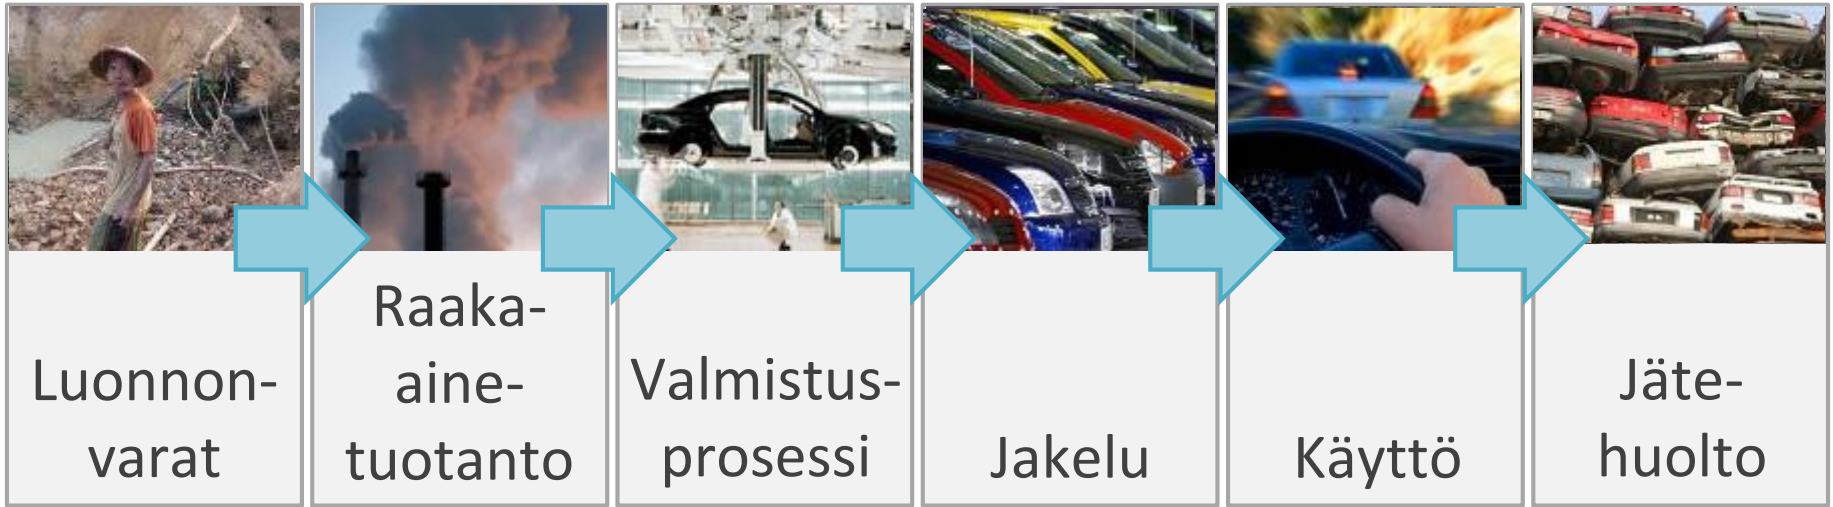 Luonnon-
varat
Raaka-
aine-
tuotanto
Valmistus-
prosessi
Jakelu
Käyttö
Jäte-
huolto